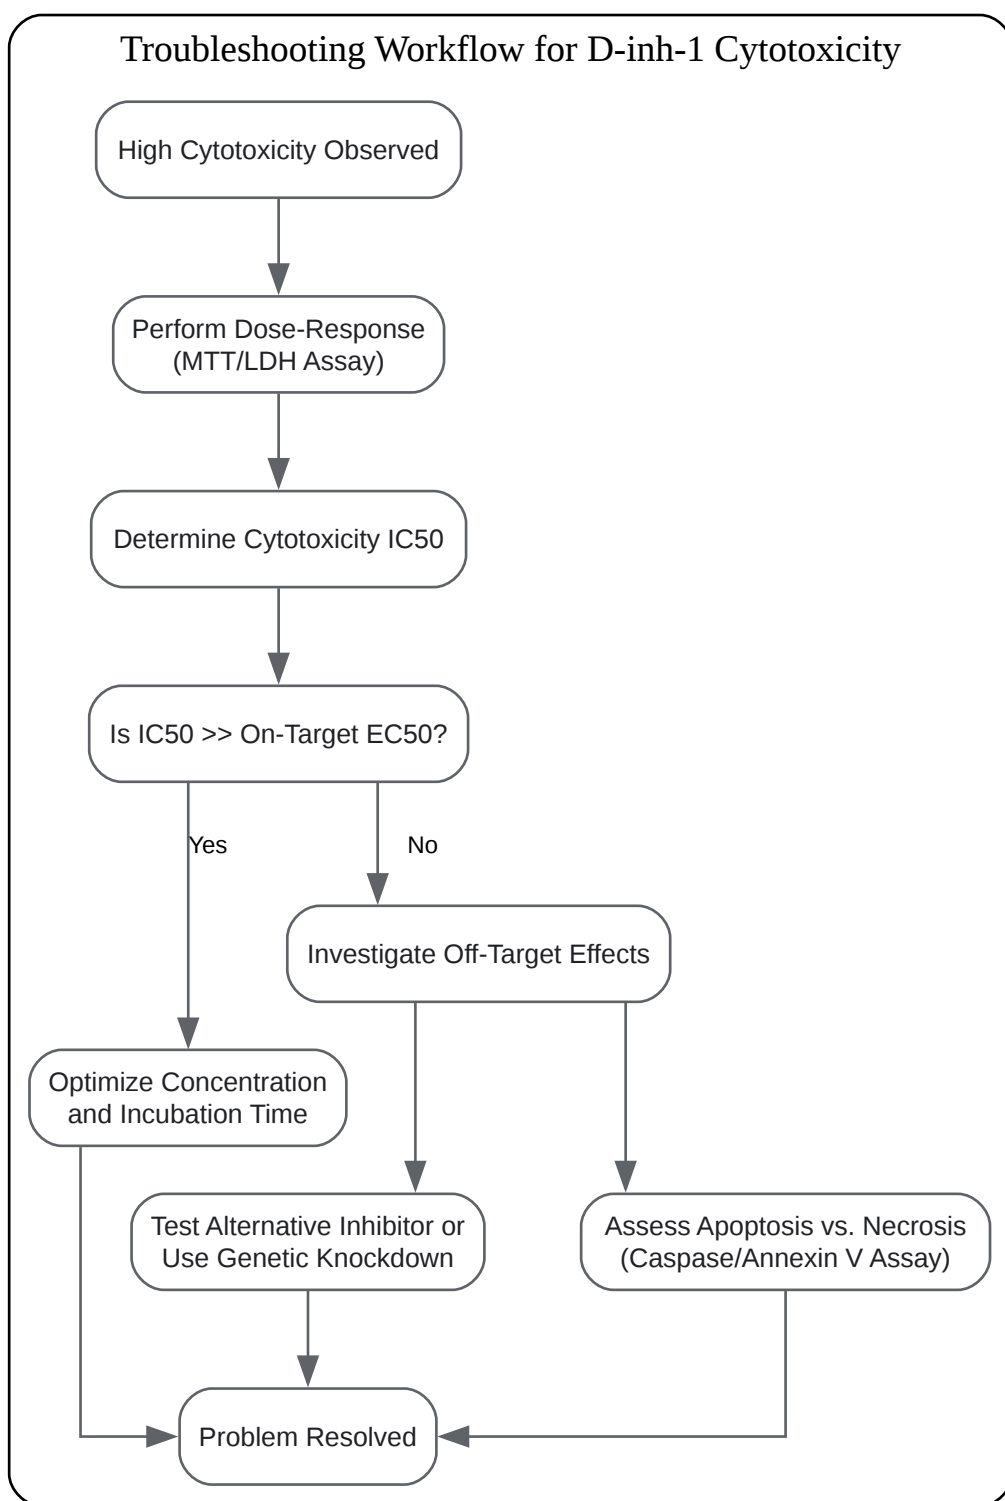 Troubleshooting Workflow for D-inh-1 Cytotoxicity
High Cytotoxicity Observed
Perform Dose-Response
(MTT/LDH Assay)
Determine Cytotoxicity IC50
Is IC50 >> On-Target EC50?
Yes
No
Investigate Off-Target Effects
Optimize Concentration
and Incubation Time
Test Alternative Inhibitor or
Use Genetic Knockdown
Assess Apoptosis vs. Necrosis
(Caspase/Annexin V Assay)
Problem Resolved